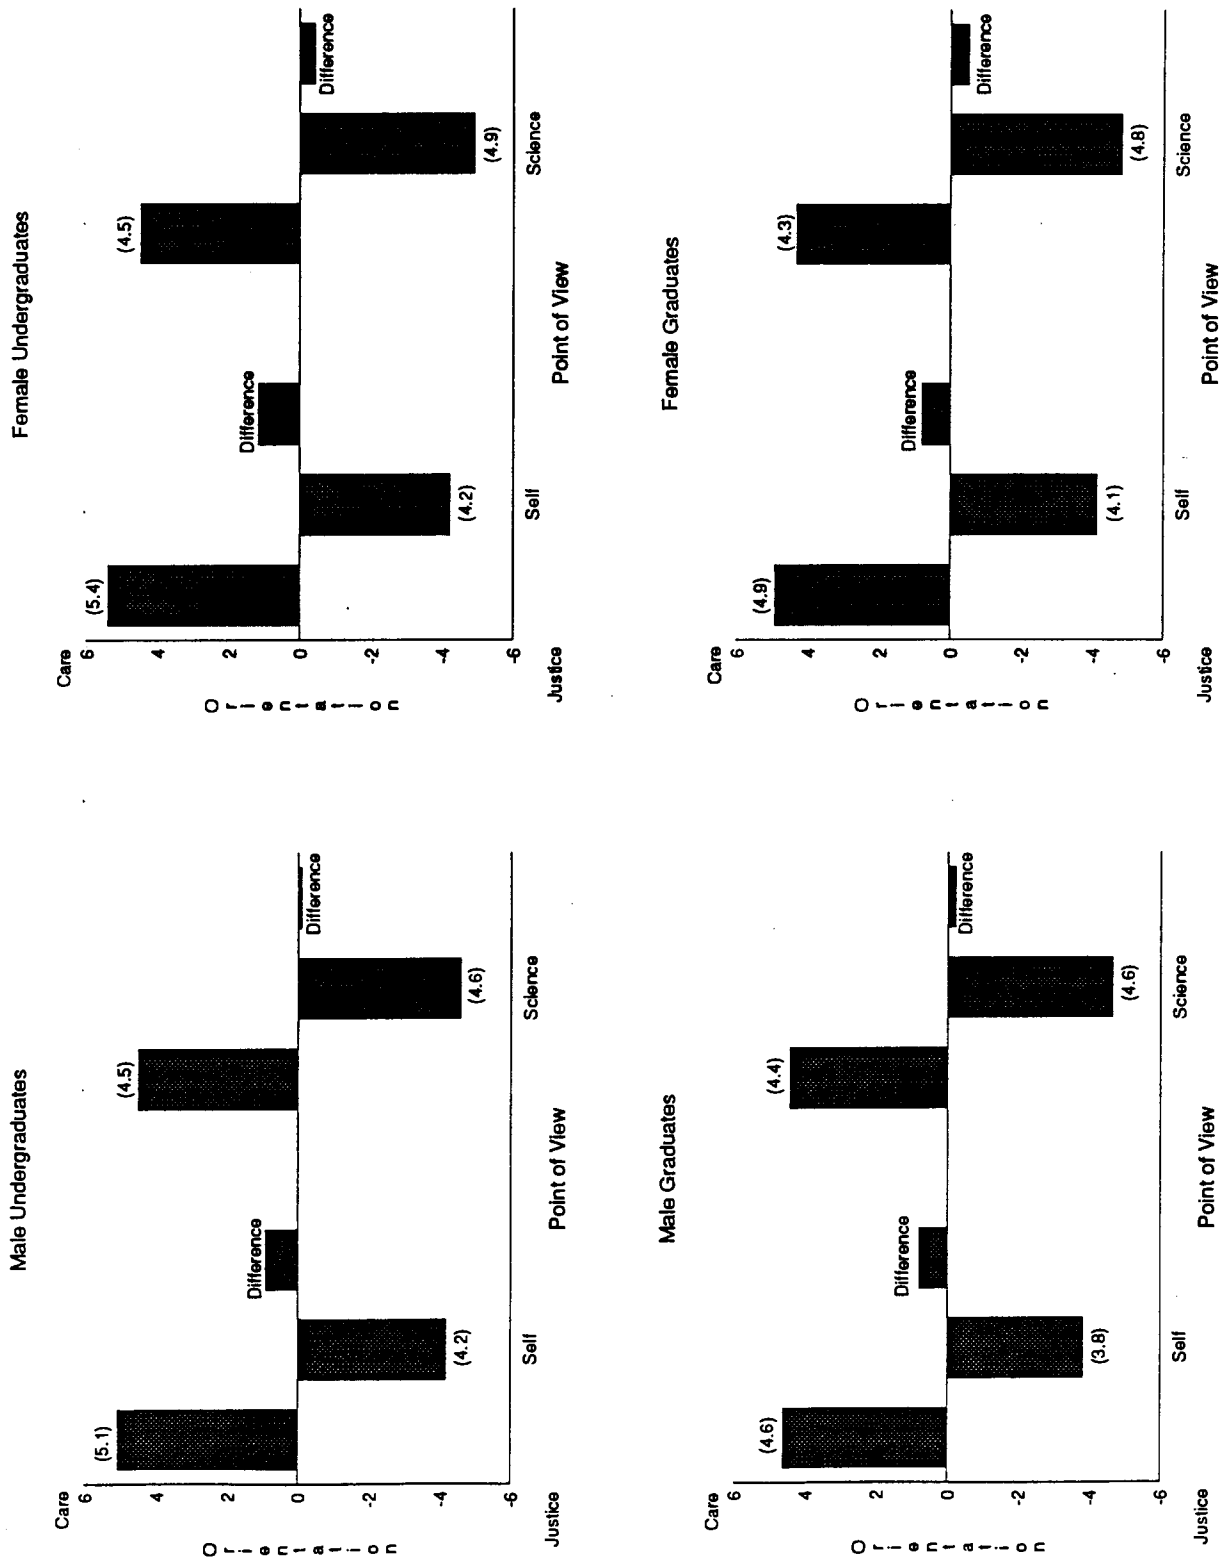 Male Undergraduates
Care
6
4
2
0
-2
-4
-6
Justice
Orientation
(5.1)
(4.2)
Difference
(4.5)
(4.6)
Difference
Self
Science
Point of View
Female Undergraduates
Care
6
4
2
0
-2
-4
-6
Justice
Orientation
(5.4)
(4.2)
Difference
(4.5)
(4.9)
Difference
Self
Science
Point of View
Male Graduates
Care
6
4
2
0
-2
-4
-6
Justice
Orientation
(4.6)
(3.8)
Difference
(4.4)
(4.6)
Difference
Self
Science
Point of View
Female Graduates
Care
6
4
2
0
-2
-4
-6
Justice
Orientation
(4.9)
(4.1)
Difference
(4.3)
(4.8)
Difference
Self
Science
Point of View